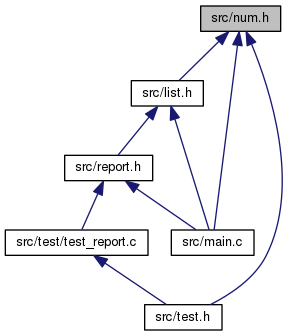 src/num.h
src/list.h
src/report.h
src/test/test_report.c
src/main.c
src/test.h